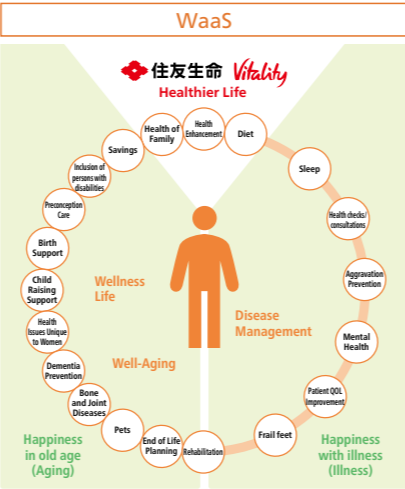 WaaS
住友生命 Vitality
Healthier Life
Health of
Family
Health
Enhancement
Diet
Savings
Sleep
Inclusion of
persons with
disabilities
Preconception
Care
Health checks/
consultations
Birth
Support
Wellness
Life
Aggravation
Prevention
Child
Raising
Support
Disease
Management
Health
Issues Unique
to Women
Mental
Health
Well-Aging
Dementia
Prevention
Patient QOL
Improvement
Bone
and Joint
Diseases
Pets
End of Life
Planning
Rehabilitation
Frail feet
Happiness
in old age
(Aging)
Happiness
with illness
(Illness)